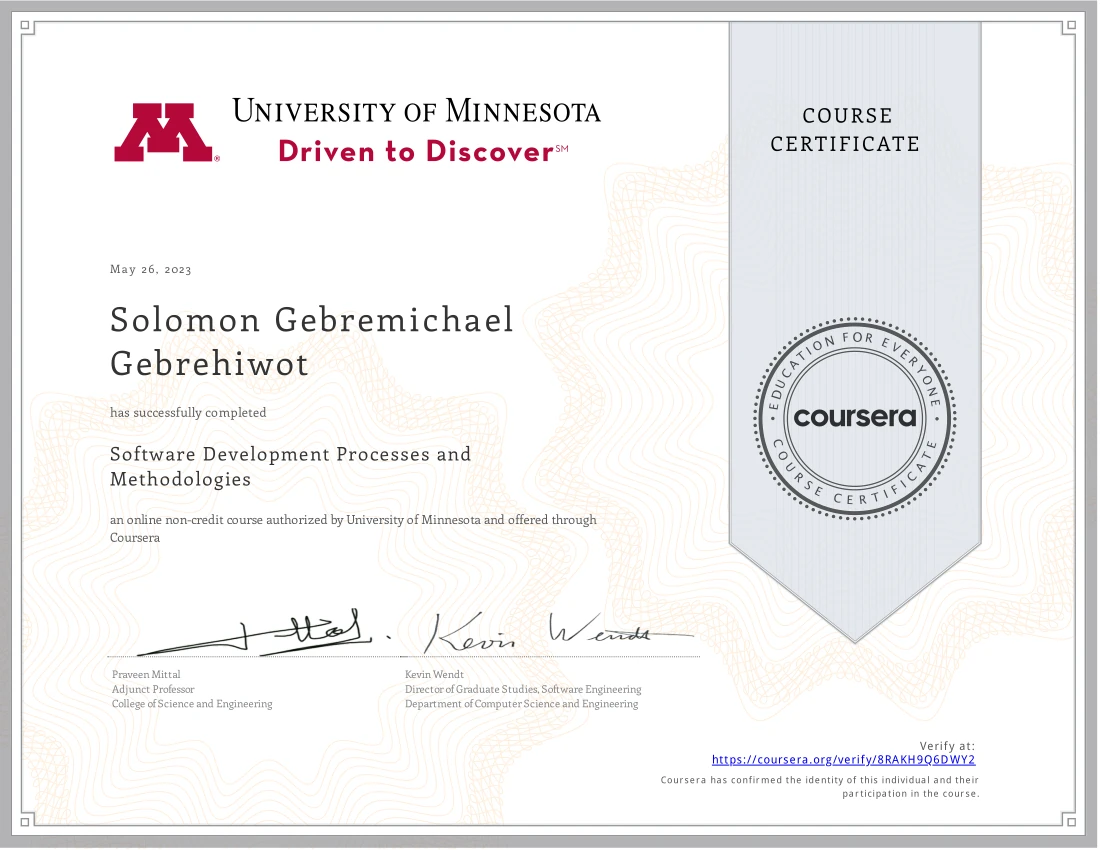 UNIVERSITY OF MINNESOTA
Driven to Discover℠
COURSE
CERTIFICATE
May 26, 2023
Solomon Gebremichael
Gebrehiwot
has successfully completed
Software Development Processes and
Methodologies
an online non-credit course authorized by University of Minnesota and offered through
Coursera
EDUCATION FOR EVERYONE
coursera
COURSE CERTIFICATE
Kevin Wendt
Praveen Mittal
Adjunct Professor
College of Science and Engineering
Kevin Wendt
Director of Graduate Studies, Software Engineering
Department of Computer Science and Engineering
Verify at:
https://coursera.org/verify/8RAKH9Q6DWY2
Coursera has confirmed the identity of this individual and their
participation in the course.